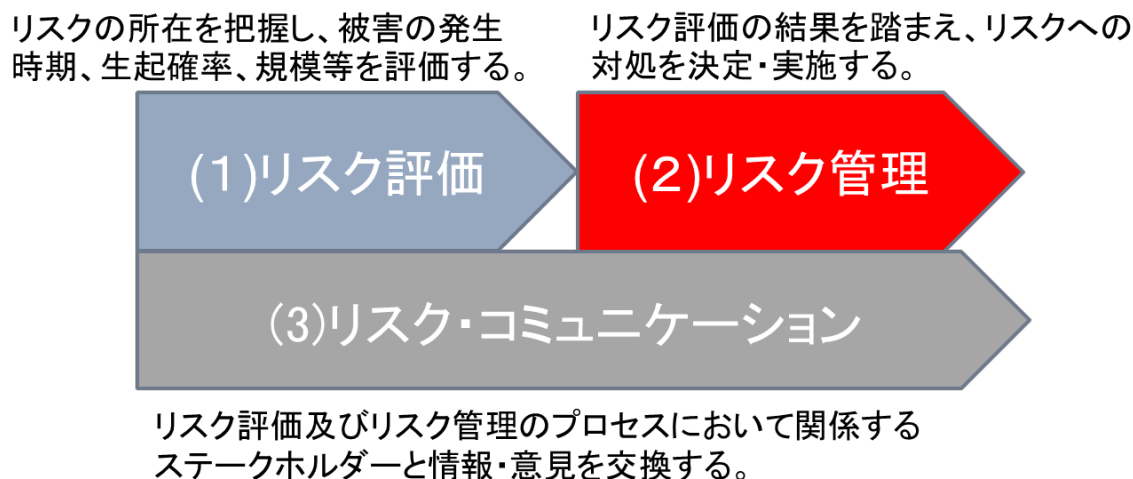 リスクの所在を把握し、被害の発生
時期、生起確率、規模等を評価する。
リスク評価の結果を踏まえ、リスクへの
対処を決定・実施する。
(1)リスク評価
(2)リスク管理
(3)リスク・コミュニケーション
リスク評価及びリスク管理のプロセスにおいて関係する
ステークホルダーと情報・意見を交換する。